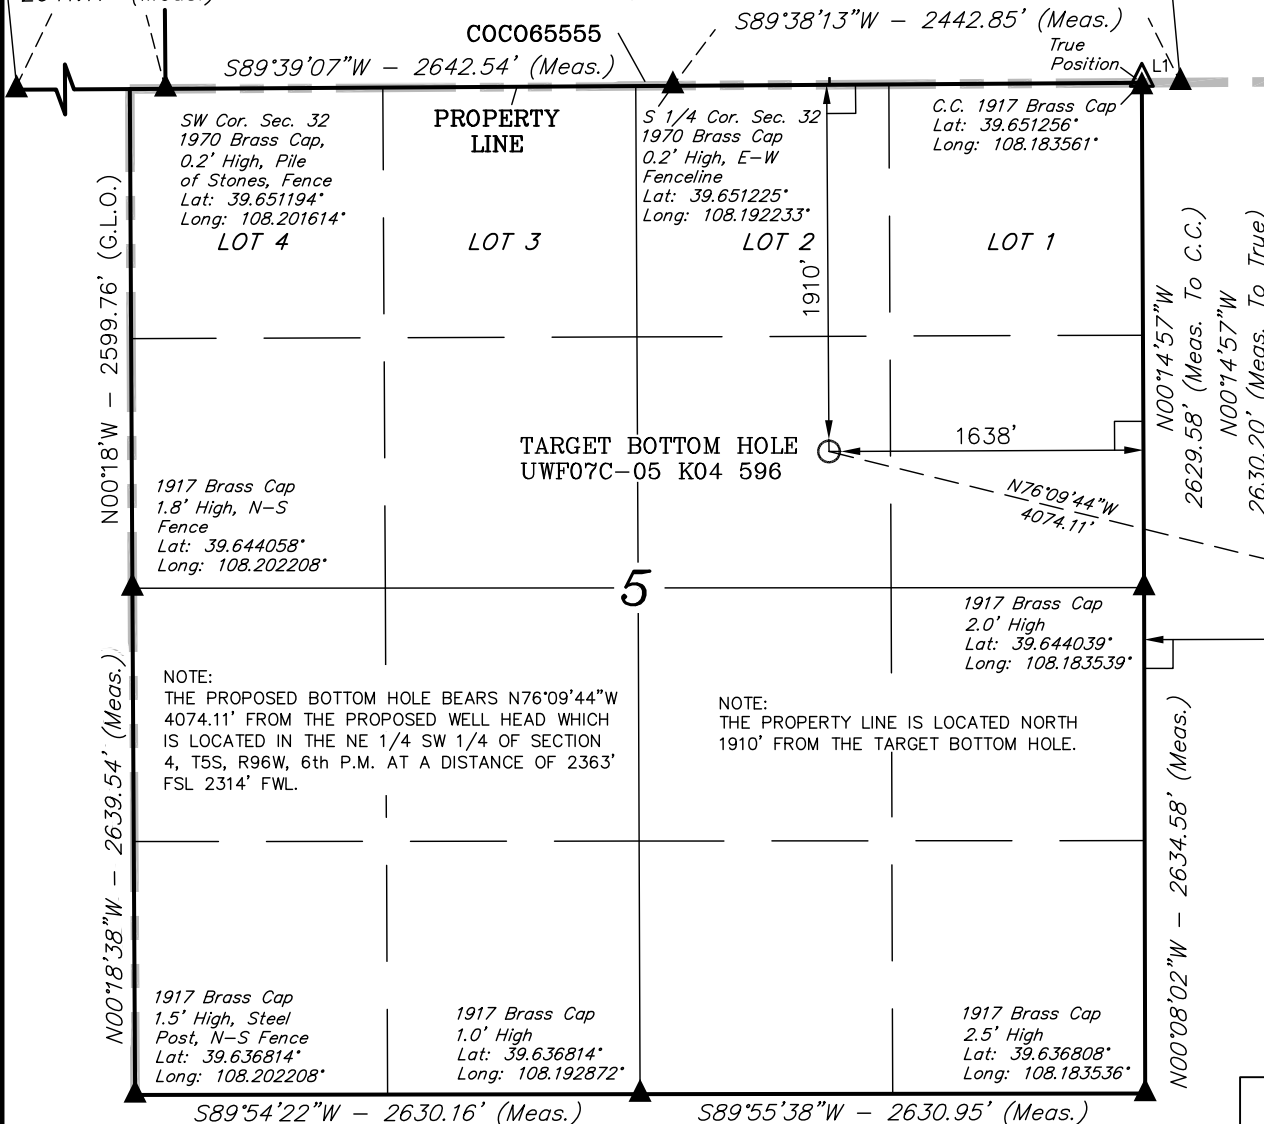 COCO65555
S89°38'13"W – 2442.85' (Meas.)
S89°39'07"W – 2642.54' (Meas.)
True
Position
L1
PROPERTY
LINE
SW Cor. Sec. 32
1970 Brass Cap,
0.2' High, Pile
of Stones, Fence
Lat: 39.651194°
Long: 108.201614°
S 1/4 Cor. Sec. 32
1970 Brass Cap
0.2' High, E–W
Fenceline
Lat: 39.651225°
Long: 108.192233°
C.C. 1917 Brass Cap
Lat: 39.651256°
Long: 108.183561°
LOT 4
LOT 3
LOT 2
LOT 1
1910'
N00°18'W – 2599.76' (G.L.O.)
N00°14'57"W
2629.58' (Meas. To C.C.)
N00°14'57"W
2630.20' (Meas. To True)
TARGET BOTTOM HOLE
UWF07C–05 K04 596
1638'
N76°09'44"W
4074.11'
1917 Brass Cap
1.8' High, N–S
Fence
Lat: 39.644058°
Long: 108.202208°
5
1917 Brass Cap
2.0' High
Lat: 39.644039°
Long: 108.183539°
NOTE:
THE PROPOSED BOTTOM HOLE BEARS N76°09'44"W
4074.11' FROM THE PROPOSED WELL HEAD WHICH
IS LOCATED IN THE NE 1/4 SW 1/4 OF SECTION
4, T5S, R96W, 6th P.M. AT A DISTANCE OF 2363'
FSL 2314' FWL.
NOTE:
THE PROPERTY LINE IS LOCATED NORTH
1910' FROM THE TARGET BOTTOM HOLE.
N00°18'38"W – 2639.54' (Meas.)
N00°08'02"W – 2634.58' (Meas.)
1917 Brass Cap
1.5' High, Steel
Post, N–S Fence
Lat: 39.636814°
Long: 108.202208°
1917 Brass Cap
1.0' High
Lat: 39.636814°
Long: 108.192872°
1917 Brass Cap
2.5' High
Lat: 39.636808°
Long: 108.183536°
S89°54'22"W – 2630.16' (Meas.)
S89°55'38"W – 2630.95' (Meas.)